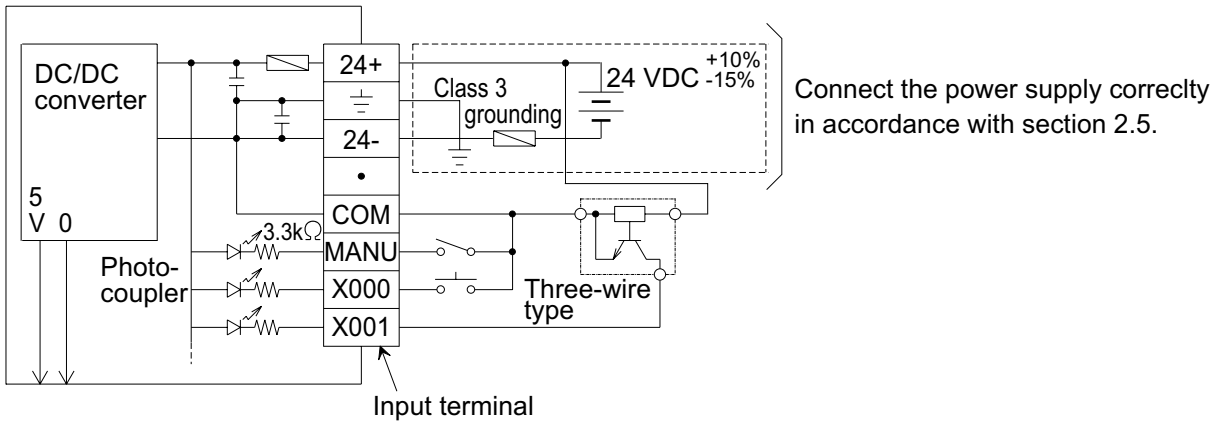 DC/DC
converter
5
V 0
Photo-
coupler
3.3kΩ
24+
24-
•
COM
MANU
X000
X001
Class 3
grounding
24 VDC +10%
-15%
Three-wire
type
Input terminal
Connect the power supply correclty
in accordance with section 2.5.